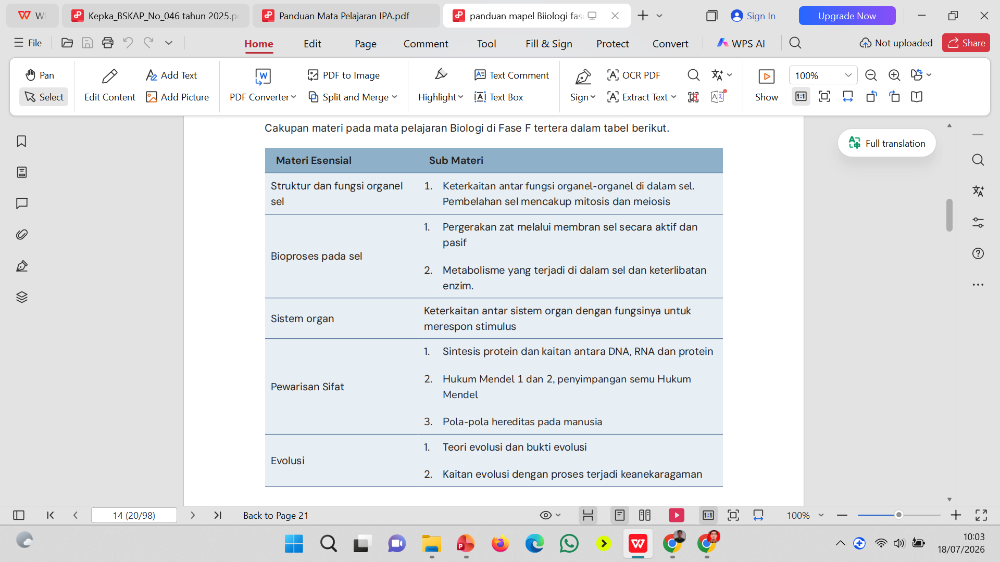 W
Kepka_BSKAP_No_046 tahun 2025.p
Panduan Mata Pelajaran IPA.pdf
panduan mapel Biiologi fas
Sign In
Upgrade Now
File
Home
Edit
Page
Comment
Tool
Fill & Sign
Protect
Convert
WPS AI
Not uploaded
Share
Pan
Select
Edit Content
Add Text
Add Picture
PDF Converter
PDF to Image
Split and Merge
Highlight
Text Comment
Text Box
Sign
OCR PDF
Extract Text
Show
100%
Full translation
Cakupan materi pada mata pelajaran Biologi di Fase F tertera dalam tabel berikut.
Materi Esensial
Sub Materi
Struktur dan fungsi organel
sel
1. Keterkaitan antar fungsi organel-organel di dalam sel.
Pembelahan sel mencakup mitosis dan meiosis
Bioproses pada sel
1. Pergerakan zat melalui membran sel secara aktif dan
pasif
2. Metabolisme yang terjadi di dalam sel dan keterlibatan
enzim.
Sistem organ
Keterkaitan antar sistem organ dengan fungsinya untuk
merespon stimulus
Pewarisan Sifat
1. Sintesis protein dan kaitan antara DNA, RNA dan protein
2. Hukum Mendel 1 dan 2, penyimpangan semu Hukum
Mendel
3. Pola-pola hereditas pada manusia
Evolusi
1. Teori evolusi dan bukti evolusi
2. Kaitan evolusi dengan proses terjadi keanekaragaman
14 (20/98)
Back to Page 21
100%
10:03
18/07/2026